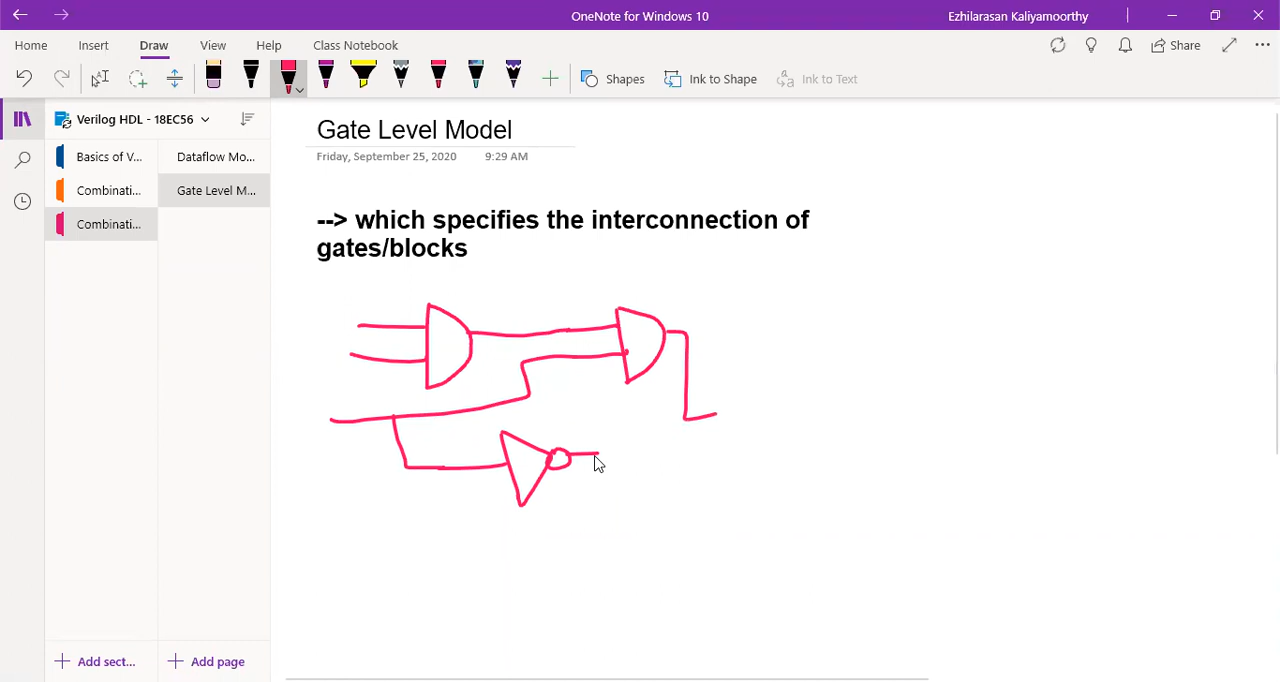 OneNote for Windows 10
Ezhilarasan Kaliyamoorthy
Home Insert Draw View Help Class Notebook
Share
Shapes Ink to Shape Ink to Text
Verilog HDL - 18EC56
Basics of V...
Combinati...
Combinati...
Dataflow Mo...
Gate Level M...
Gate Level Model
Friday, September 25, 2020 9:29 AM
--> which specifies the interconnection of
gates/blocks
Add sect... Add page